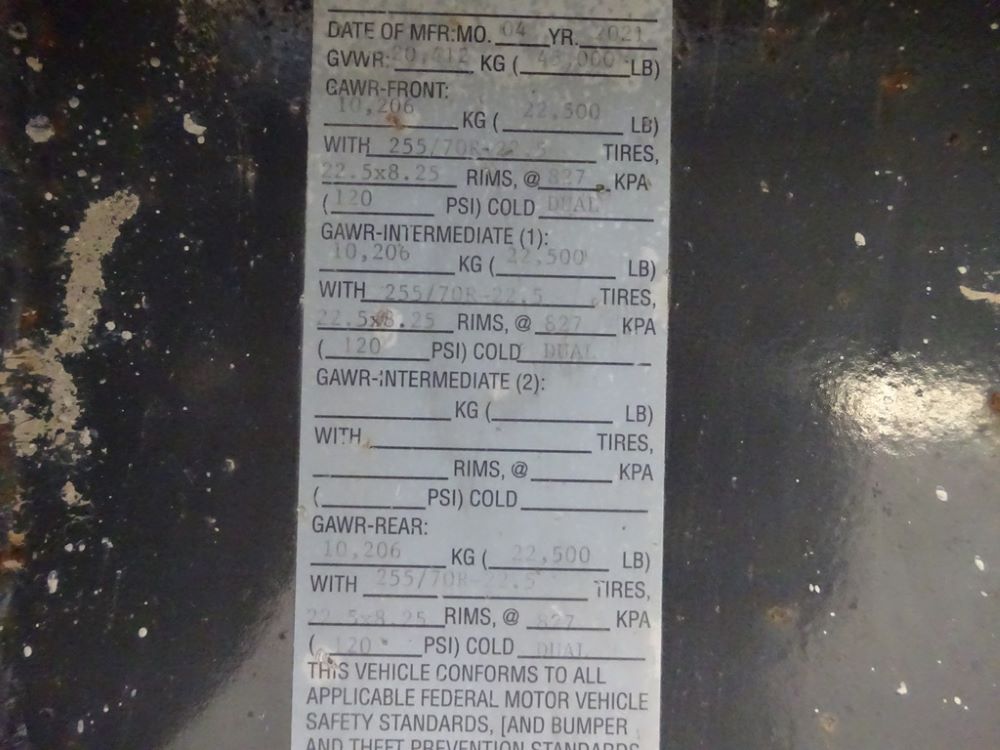 DATE OF MFR:MO. 04 YR. 2021
GVWR: 20,412 KG ( 45,000 LB)
GAWR-FRONT:
10,206 KG ( 22,500 LB)
WITH 255/70R-22.5 TIRES,
22.5x8.25 RIMS, @ 827 KPA
( 120 PSI) COLD DUAL
GAWR-INTERMEDIATE (1):
10,206 KG ( 22,500 LB)
WITH 255/70R-22.5 TIRES,
22.5x8.25 RIMS, @ 827 KPA
( 120 PSI) COLD DUAL
GAWR-INTERMEDIATE (2):
KG ( LB)
WITH TIRES,
RIMS, @ KPA
( PSI) COLD
GAWR-REAR:
10,206 KG ( 22,500 LB)
WITH 255/70R-22.5 TIRES,
22.5x8.25 RIMS, @ 827 KPA
( 120 PSI) COLD DUAL
THIS VEHICLE CONFORMS TO ALL
APPLICABLE FEDERAL MOTOR VEHICLE
SAFETY STANDARDS, [AND BUMPER
AND THEFT PREVENTION STANDARDS